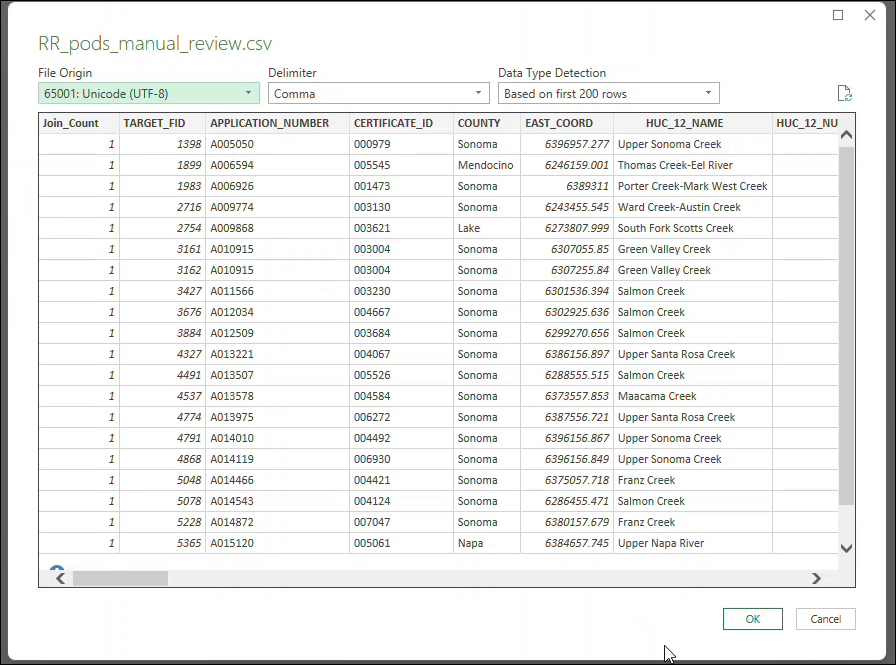 RR_pods_manual_review.csv
File Origin Delimiter Data Type Detection
65001: Unicode (UTF-8) Comma Based on first 200 rows
Join_Count TARGET_FID APPLICATION_NUMBER CERTIFICATE_ID COUNTY EAST_COORD HUC_12_NAME HUC_12_NU
1 1398 A005050 000979 Sonoma 6396957.277 Upper Sonoma Creek
1 1899 A006594 005545 Mendocino 6246159.001 Thomas Creek-Eel River
1 1983 A006926 001473 Sonoma 6389311 Porter Creek-Mark West Creek
1 2716 A009774 003130 Sonoma 6243455.545 Ward Creek-Austin Creek
1 2754 A009868 003621 Lake 6273807.999 South Fork Scotts Creek
1 3161 A010915 003004 Sonoma 6307055.85 Green Valley Creek
1 3162 A010915 003004 Sonoma 6307255.84 Green Valley Creek
1 3427 A011566 003230 Sonoma 6301536.394 Salmon Creek
1 3676 A012034 004667 Sonoma 6302925.636 Salmon Creek
1 3884 A012509 003684 Sonoma 6299270.656 Salmon Creek
1 4327 A013221 004067 Sonoma 6386156.897 Upper Santa Rosa Creek
1 4491 A013507 005526 Sonoma 6288555.515 Salmon Creek
1 4537 A013578 004584 Sonoma 6373557.853 Maacama Creek
1 4774 A013975 006272 Sonoma 6387556.721 Upper Santa Rosa Creek
1 4791 A014010 004492 Sonoma 6396156.867 Upper Sonoma Creek
1 4868 A014119 006930 Sonoma 6396156.849 Upper Sonoma Creek
1 5048 A014466 004421 Sonoma 6375057.718 Franz Creek
1 5078 A014543 004124 Sonoma 6286455.471 Salmon Creek
1 5228 A014872 007047 Sonoma 6380157.679 Franz Creek
1 5365 A015120 005061 Napa 6384657.745 Upper Napa River
OK Cancel